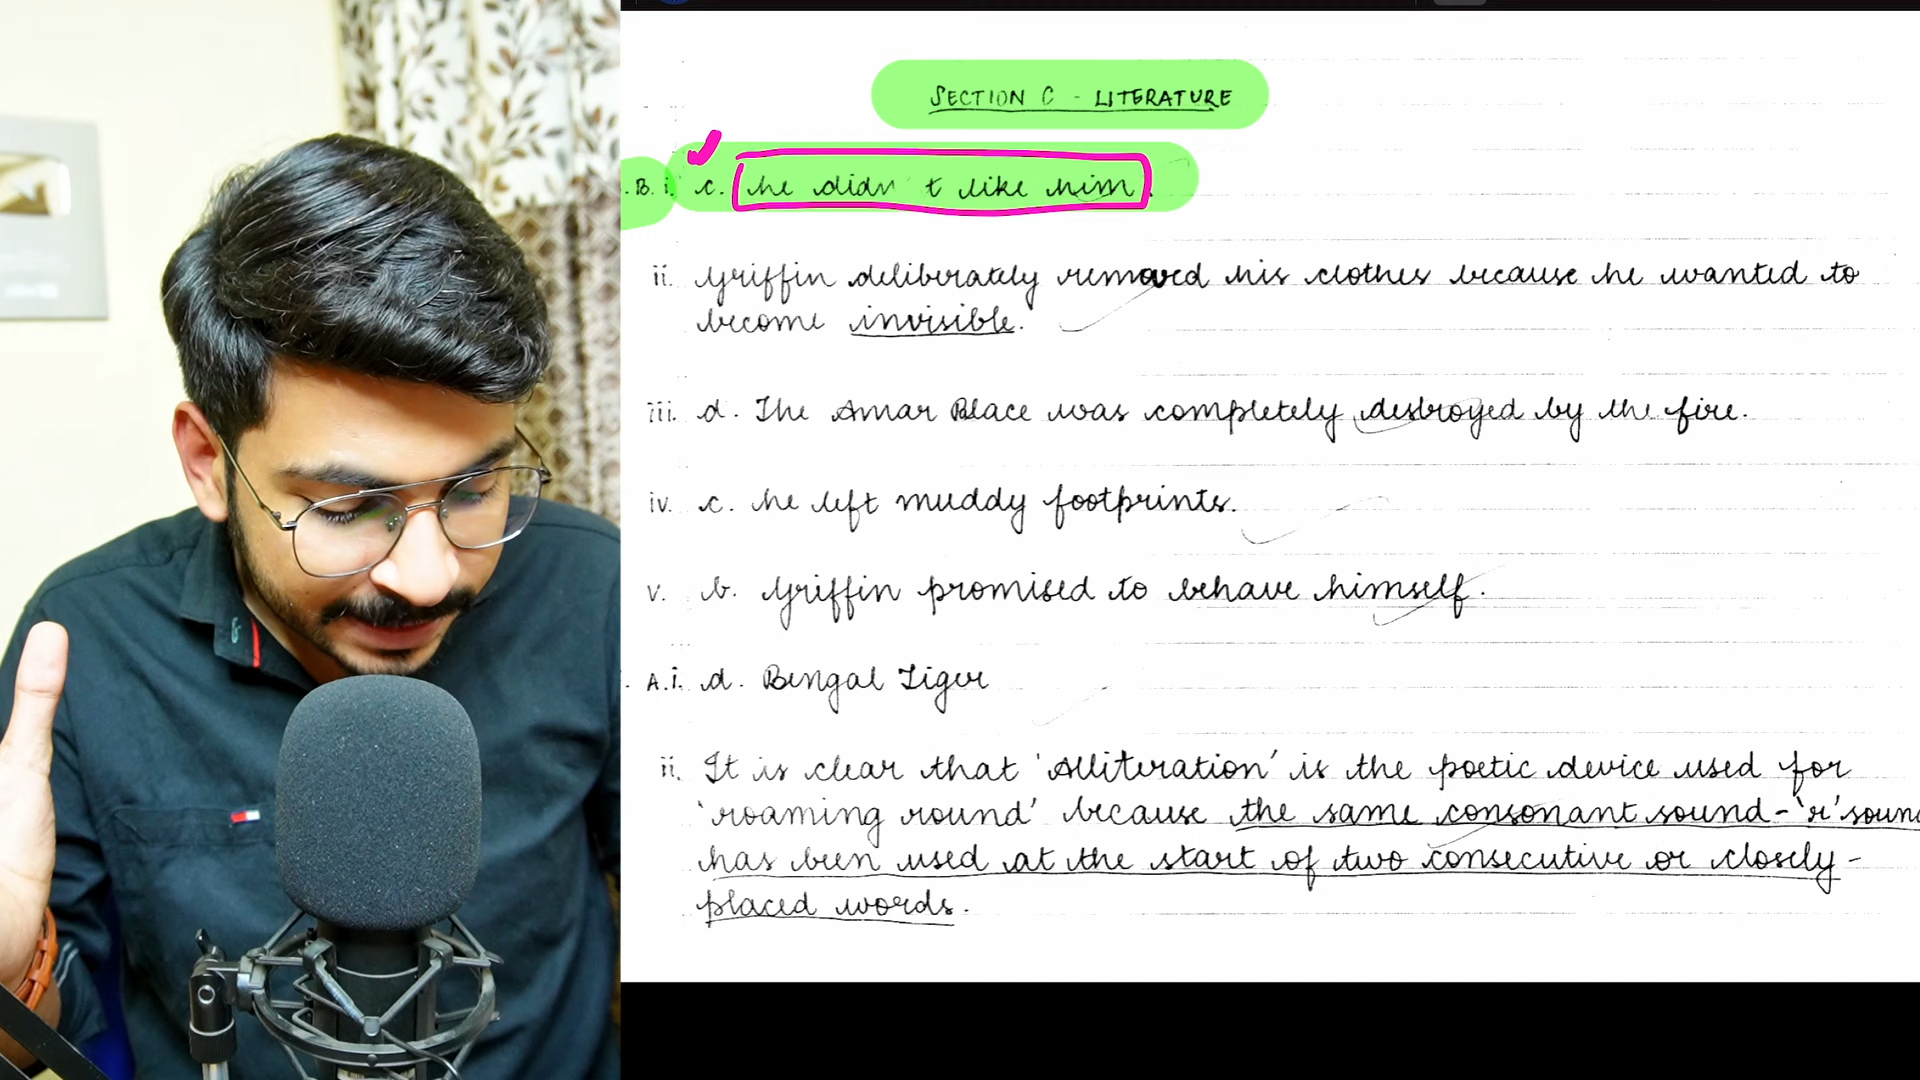 SECTION C - LITERATURE
.B. i. c. he didn't like him.
ii. Griffin deliberately removed his clothes because he wanted to
become invisible.
iii. d. The Amar Place was completely destroyed by the fire.
iv. c. he left muddy footprints.
v. b. Griffin promised to behave himself.
A.i. d. Bengal Tiger
ii. It is clear that 'Alliteration' is the poetic device used for
'roaming round' because the same consonant sound-'r' sound
has been used at the start of two consecutive or closely-
placed words.